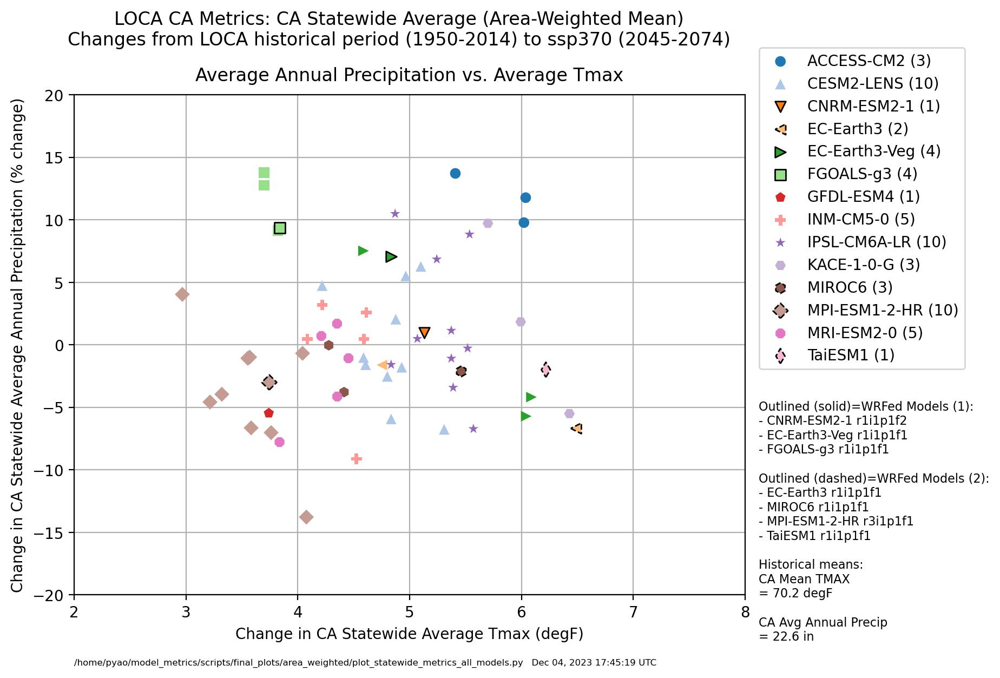 LOCA CA Metrics: CA Statewide Average (Area-Weighted Mean)
Changes from LOCA historical period (1950-2014) to ssp370 (2045-2074)
Average Annual Precipitation vs. Average Tmax
Change in CA Statewide Average Annual Precipitation (% change)
20
15
10
5
0
−5
−10
−15
−20
2
3
4
5
6
7
8
Change in CA Statewide Average Tmax (degF)
ACCESS-CM2 (3)
CESM2-LENS (10)
CNRM-ESM2-1 (1)
EC-Earth3 (2)
EC-Earth3-Veg (4)
FGOALS-g3 (4)
GFDL-ESM4 (1)
INM-CM5-0 (5)
IPSL-CM6A-LR (10)
KACE-1-0-G (3)
MIROC6 (3)
MPI-ESM1-2-HR (10)
MRI-ESM2-0 (5)
TaiESM1 (1)
Outlined (solid)=WRFed Models (1):
- CNRM-ESM2-1 r1i1p1f2
- EC-Earth3-Veg r1i1p1f1
- FGOALS-g3 r1i1p1f1
Outlined (dashed)=WRFed Models (2):
- EC-Earth3 r1i1p1f1
- MIROC6 r1i1p1f1
- MPI-ESM1-2-HR r3i1p1f1
- TaiESM1 r1i1p1f1
Historical means:
CA Mean TMAX
= 70.2 degF
CA Avg Annual Precip
= 22.6 in
/home/pyao/model_metrics/scripts/final_plots/area_weighted/plot_statewide_metrics_all_models.py   Dec 04, 2023 17:45:19 UTC